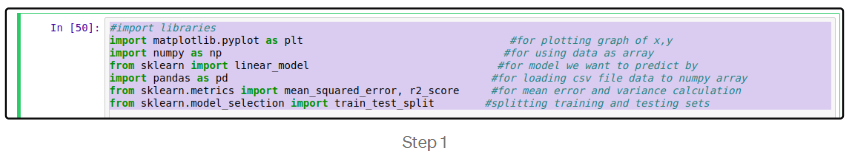 In [50]: #import libraries
import matplotlib.pyplot as plt #for plotting graph of x,y
import numpy as np #for using data as array
from sklearn import linear_model #for model we want to predict by
import pandas as pd #for loading csv file data to numpy array
from sklearn.metrics import mean_squared_error, r2_score #for mean error and variance calculation
from sklearn.model_selection import train_test_split #splitting training and testing sets
Step 1